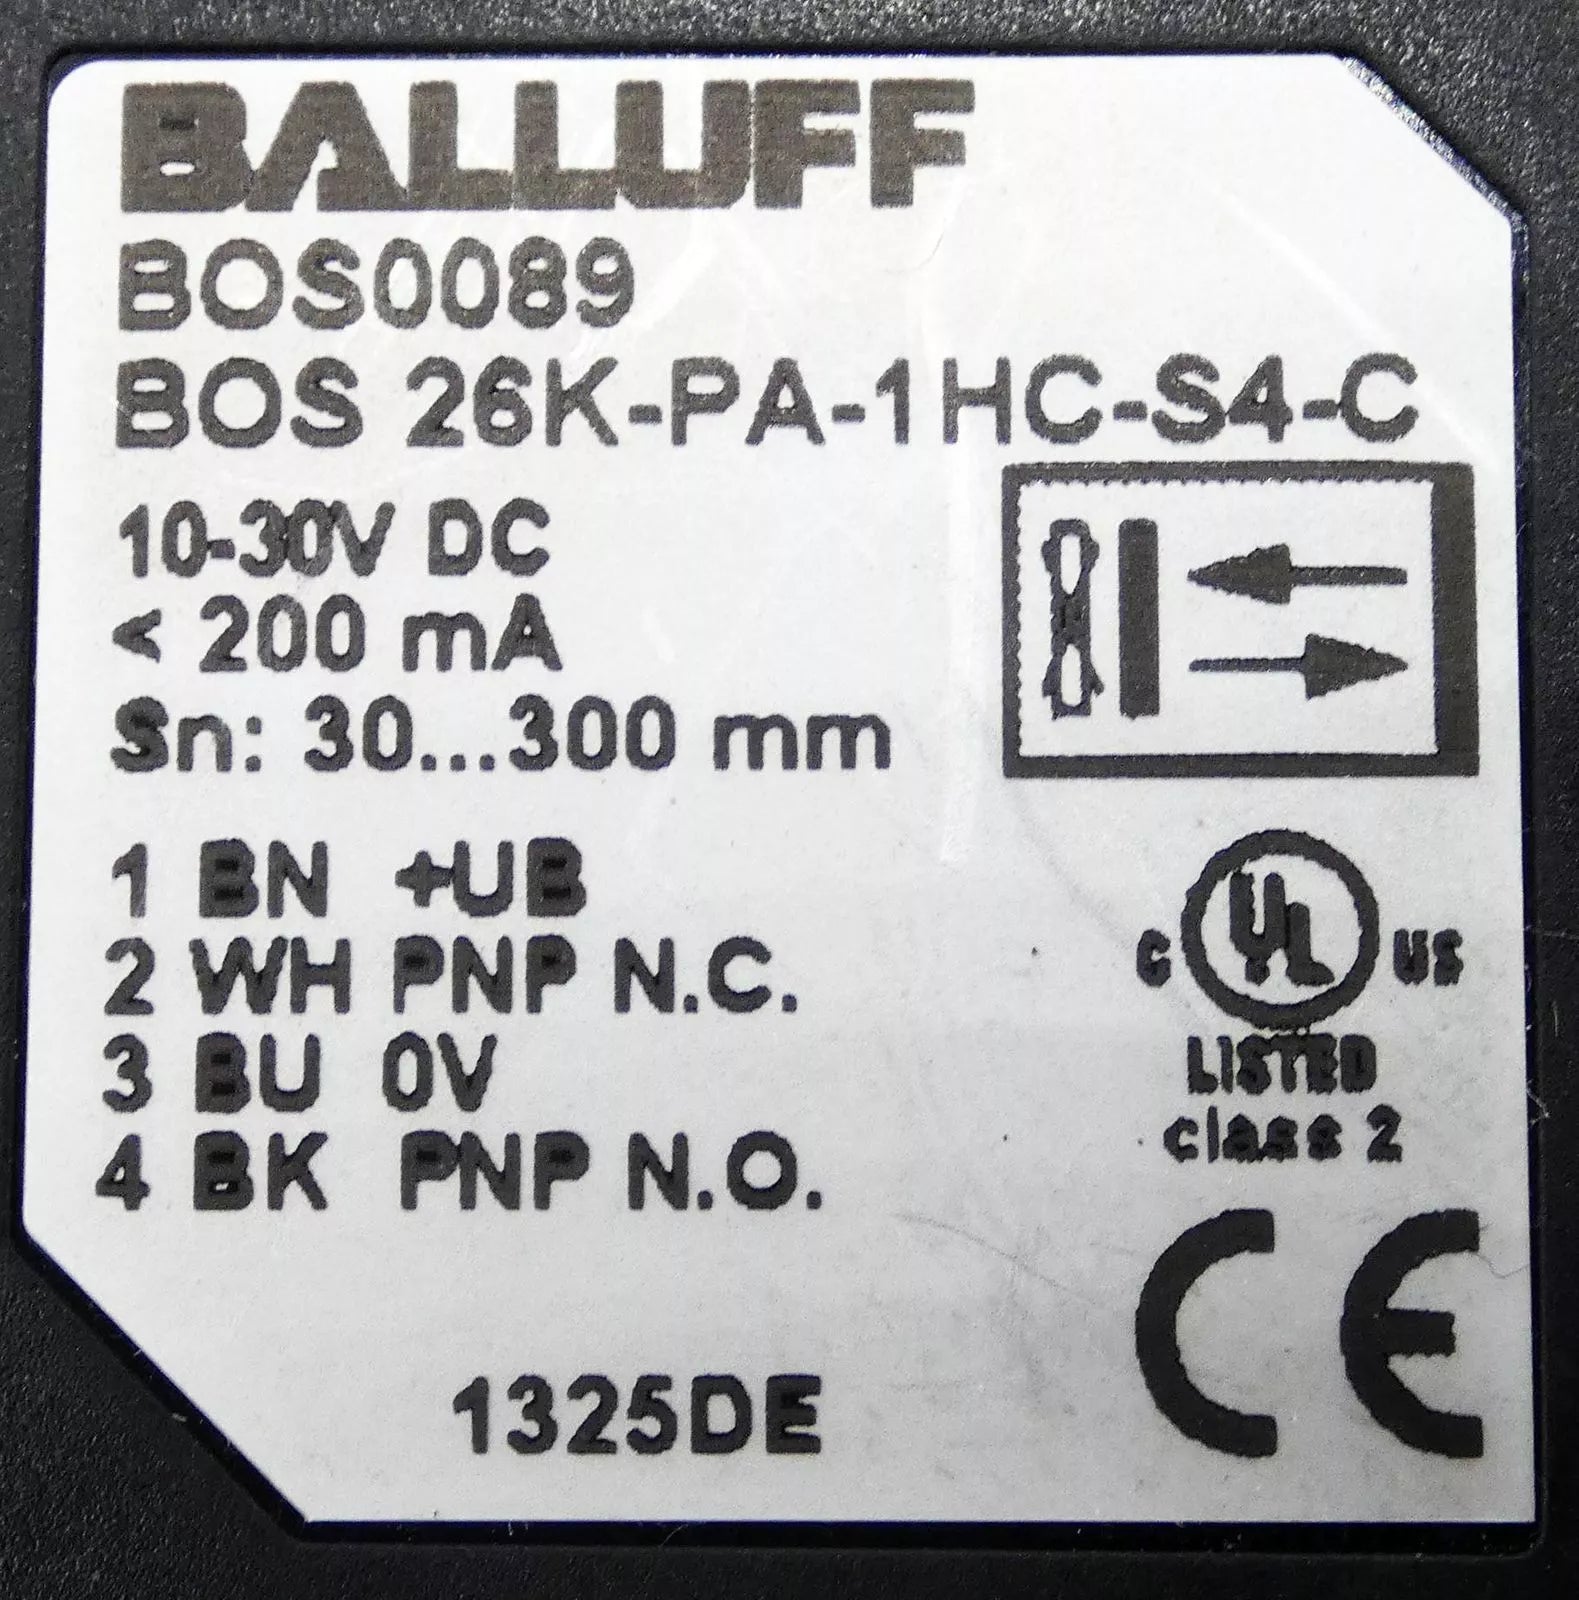 BALLUFF
BOS0089
BOS 26K-PA-1HC-S4-C
10-30V DC
< 200 mA
Sn: 30...300 mm
1 BN +UB
2 WH PNP N.C.
3 BU 0V
4 BK PNP N.O.
C UL US
LISTED
class 2
CE
1325DE